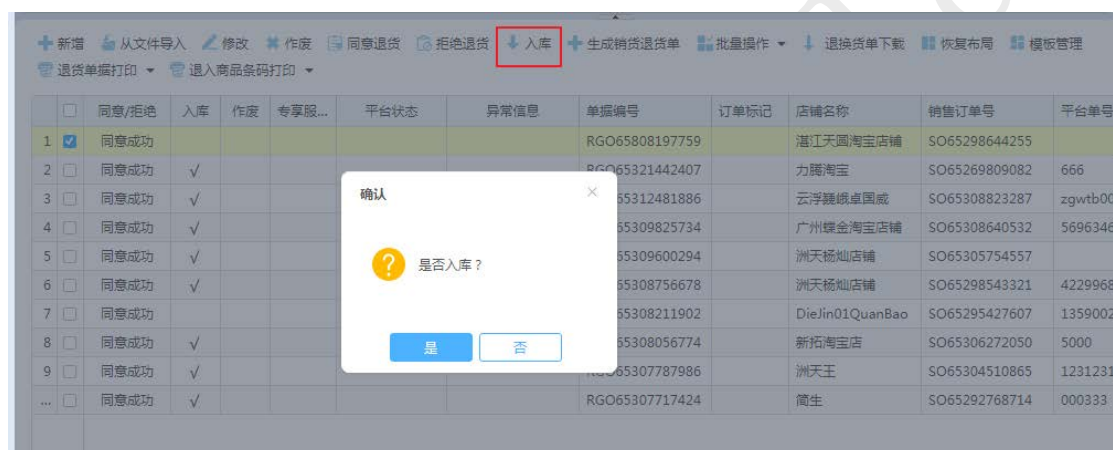 新增 从文件导入 修改 作废 同意退货 拒绝退货 入库 生成销货退货单 批量操作 退换货单下载 恢复布局 模板管理
退货单据打印 退入商品条码打印
同意/拒绝 入库 作废 专享服... 平台状态 异常信息 单据编号 订单标记 店铺名称 销售订单号 平台单号
1 同意成功 RGO65808197759 湛江天圆淘宝店铺 SO65298644255
2 同意成功 √ RGO65321442407 力腾淘宝 SO65269809082 666
3 同意成功 √ 65312481886 SO65308823287 zgwtb00
4 同意成功 √ 65309825734 广州蝶金淘宝店铺 SO65308640532 5696346
5 同意成功 √ 65309600294 洲天杨灿店铺 SO65305754557
6 同意成功 √ 65308756678 洲天杨灿店铺 SO65298543321 4229968
7 同意成功 65308211902 DieJin01QuanBao SO65295427607 1359002
8 同意成功 √ 65308056774 新拓淘宝店 SO65306272050 5000
9 同意成功 √ RGO65307787986 洲天王 SO65304510865 1231231
... 同意成功 √ RGO65307717424 简生 SO65292768714 000333
确认
是否入库？
是 否